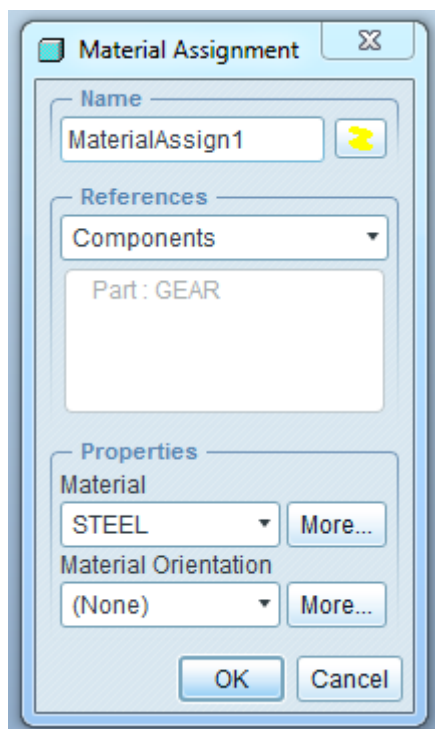 Material Assignment
Name
MaterialAssign1
References
Components
Part : GEAR
Properties
Material
STEEL
More...
Material Orientation
(None)
More...
OK
Cancel